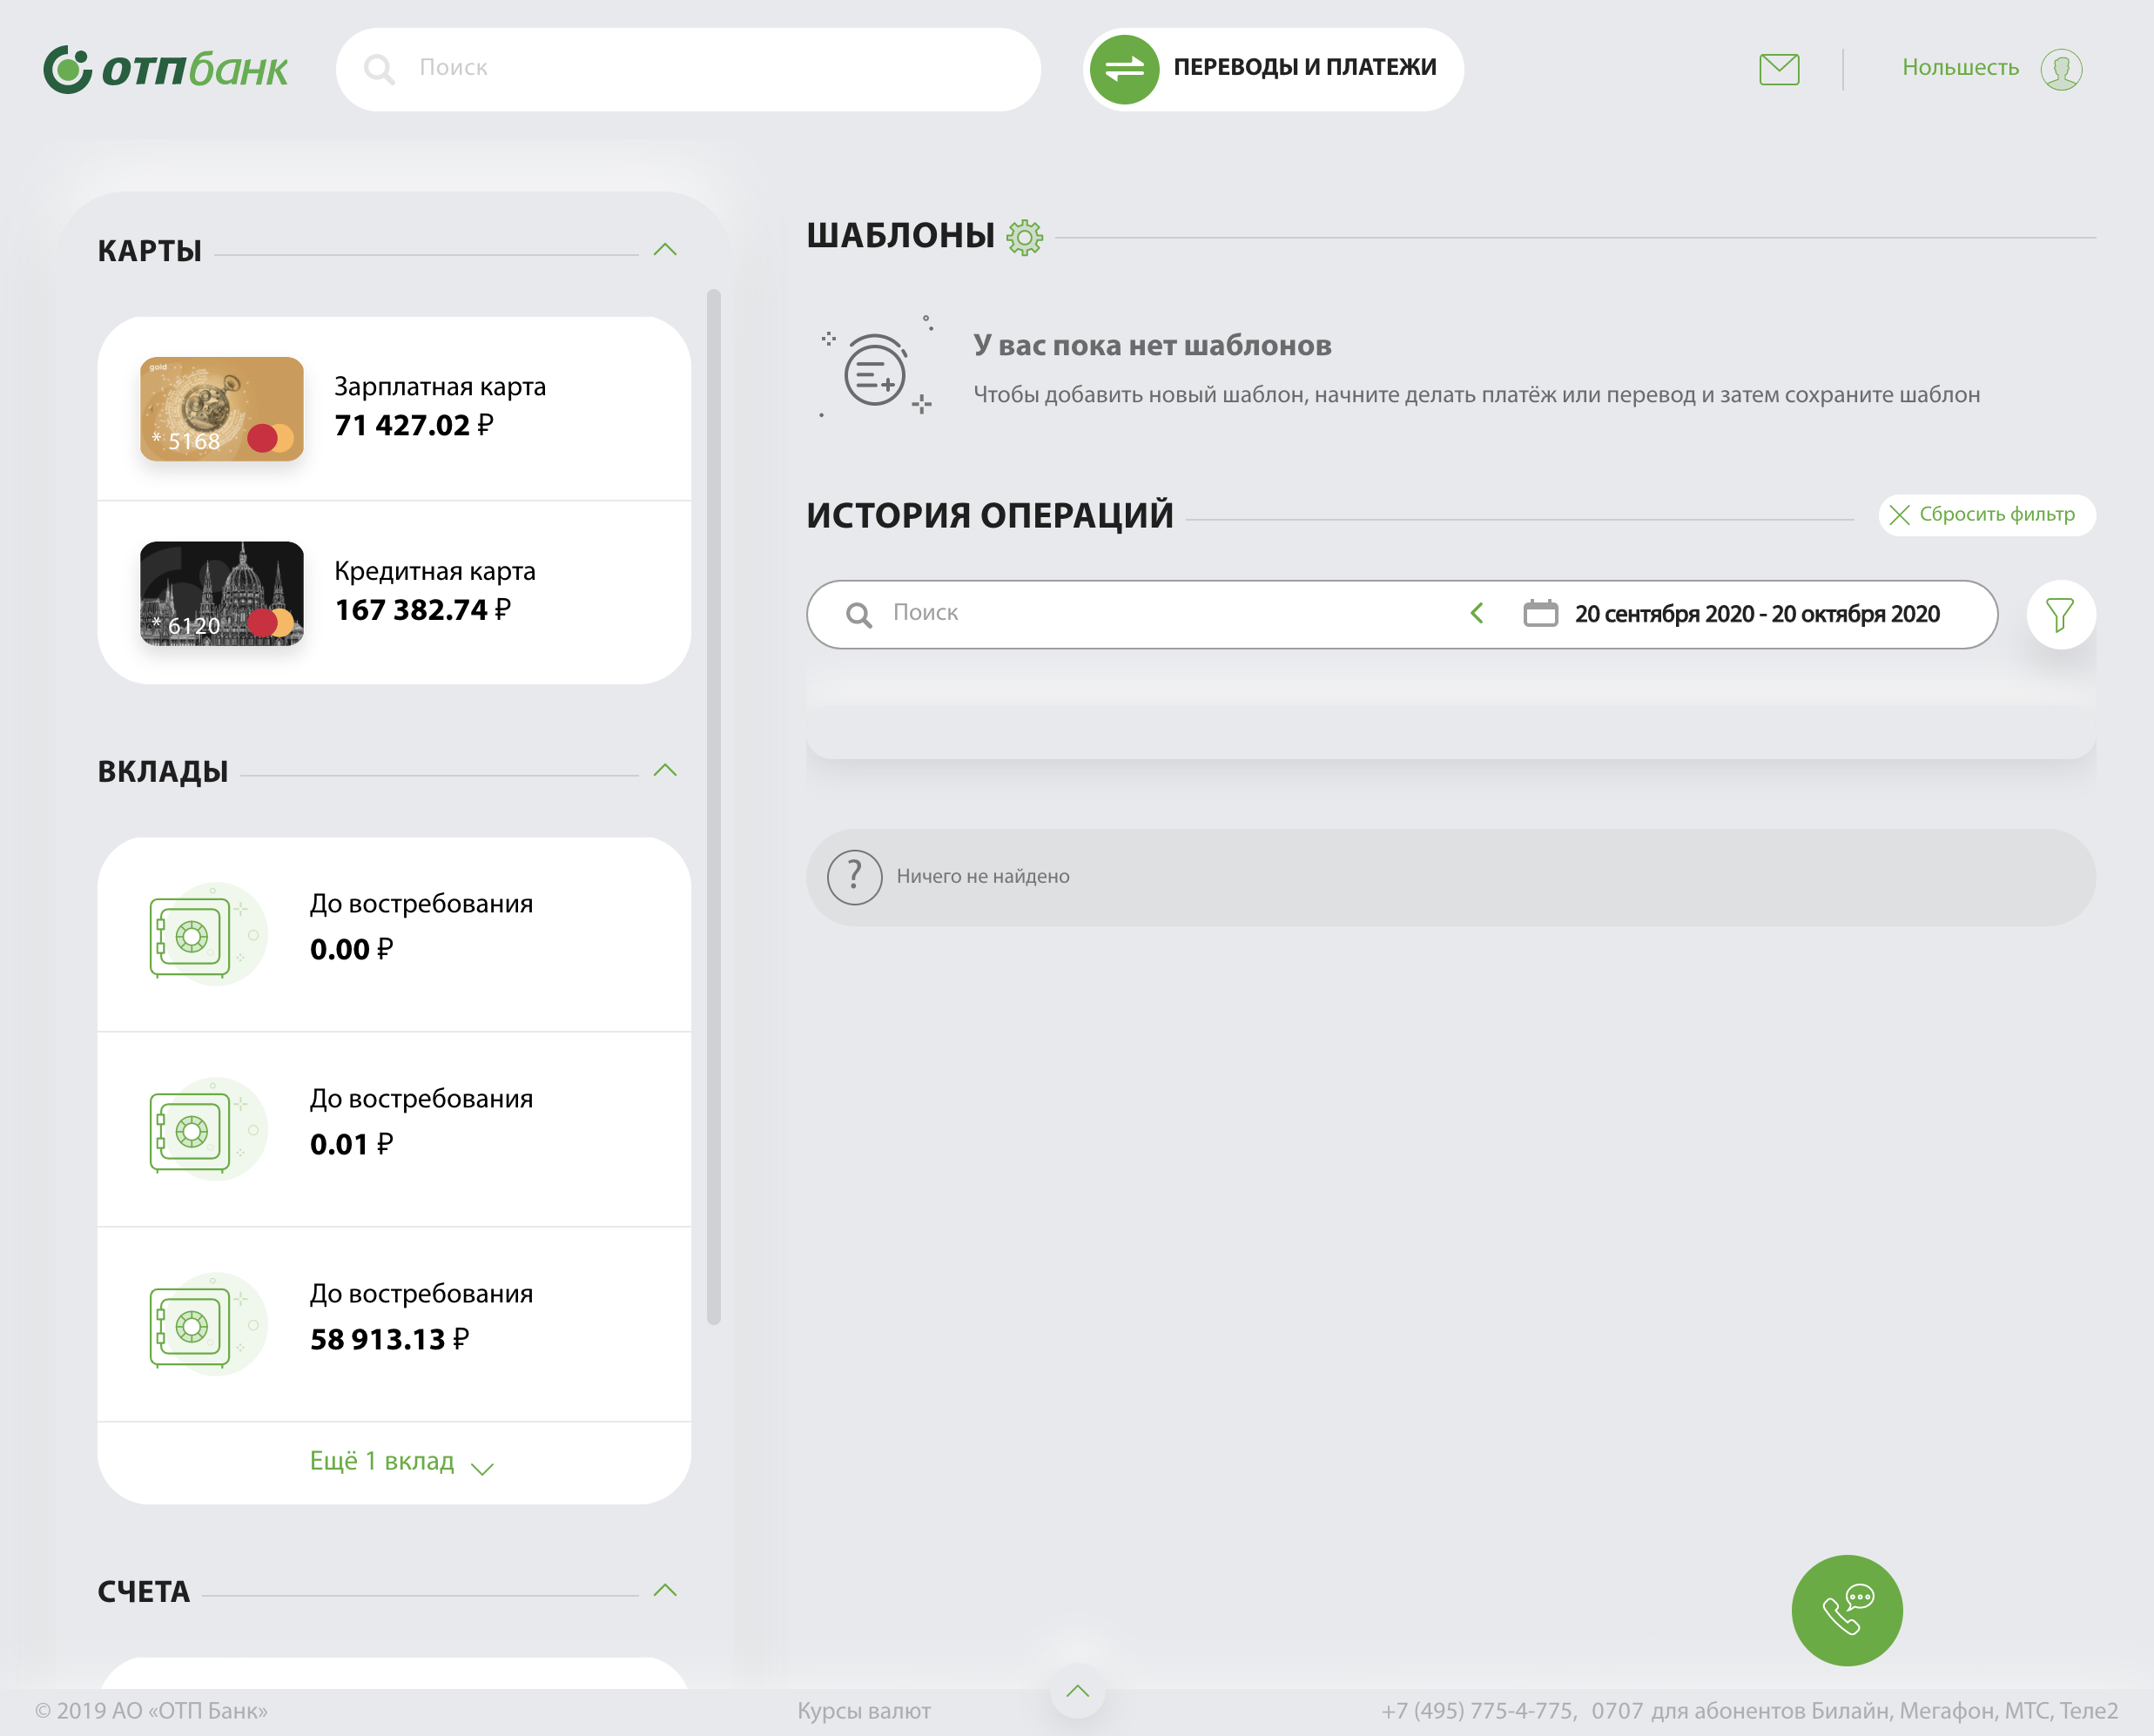 отпбанк
Поиск
ПЕРЕВОДЫ И ПЛАТЕЖИ
Нольшесть
КАРТЫ
gold
* 5168
Зарплатная карта
71 427.02 ₽
* 6120
Кредитная карта
167 382.74 ₽
ВКЛАДЫ
До востребования
0.00 ₽
До востребования
0.01 ₽
До востребования
58 913.13 ₽
Ещё 1 вклад
СЧЕТА
ШАБЛОНЫ
У вас пока нет шаблонов
Чтобы добавить новый шаблон, начните делать платёж или перевод и затем сохраните шаблон
ИСТОРИЯ ОПЕРАЦИЙ
Сбросить фильтр
Поиск
20 сентября 2020 - 20 октября 2020
? Ничего не найдено
© 2019 АО «ОТП Банк»
Курсы валют
+7 (495) 775-4-775, 0707 для абонентов Билайн, Мегафон, МТС, Теле2